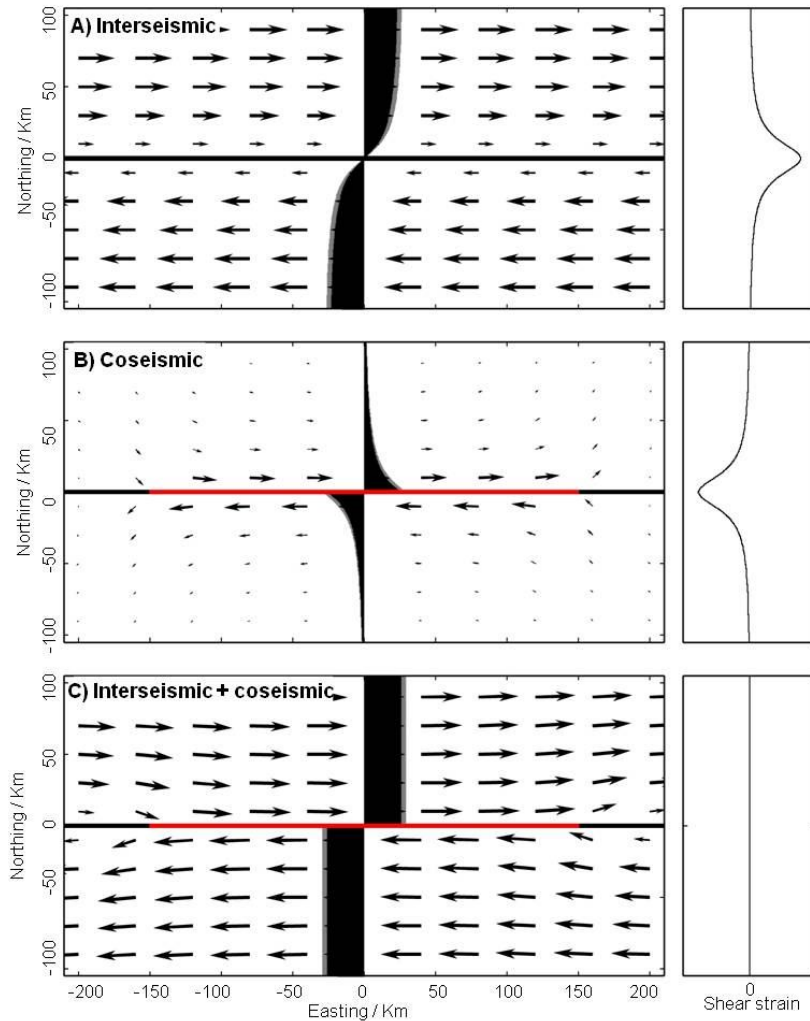 A) Interseismic
Northing / Km
100
50
0
-50
-100
B) Coseismic
Northing / Km
100
50
0
-50
-100
C) Interseismic + coseismic
Northing / Km
100
50
0
-50
-100
-200 -150 -100 -50 0 50 100 150 200
Easting / Km
0
Shear strain